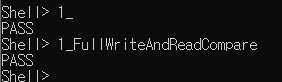 Shell> 1_
PASS
Shell> 1_FullWriteAndReadCompare
PASS
Shell>